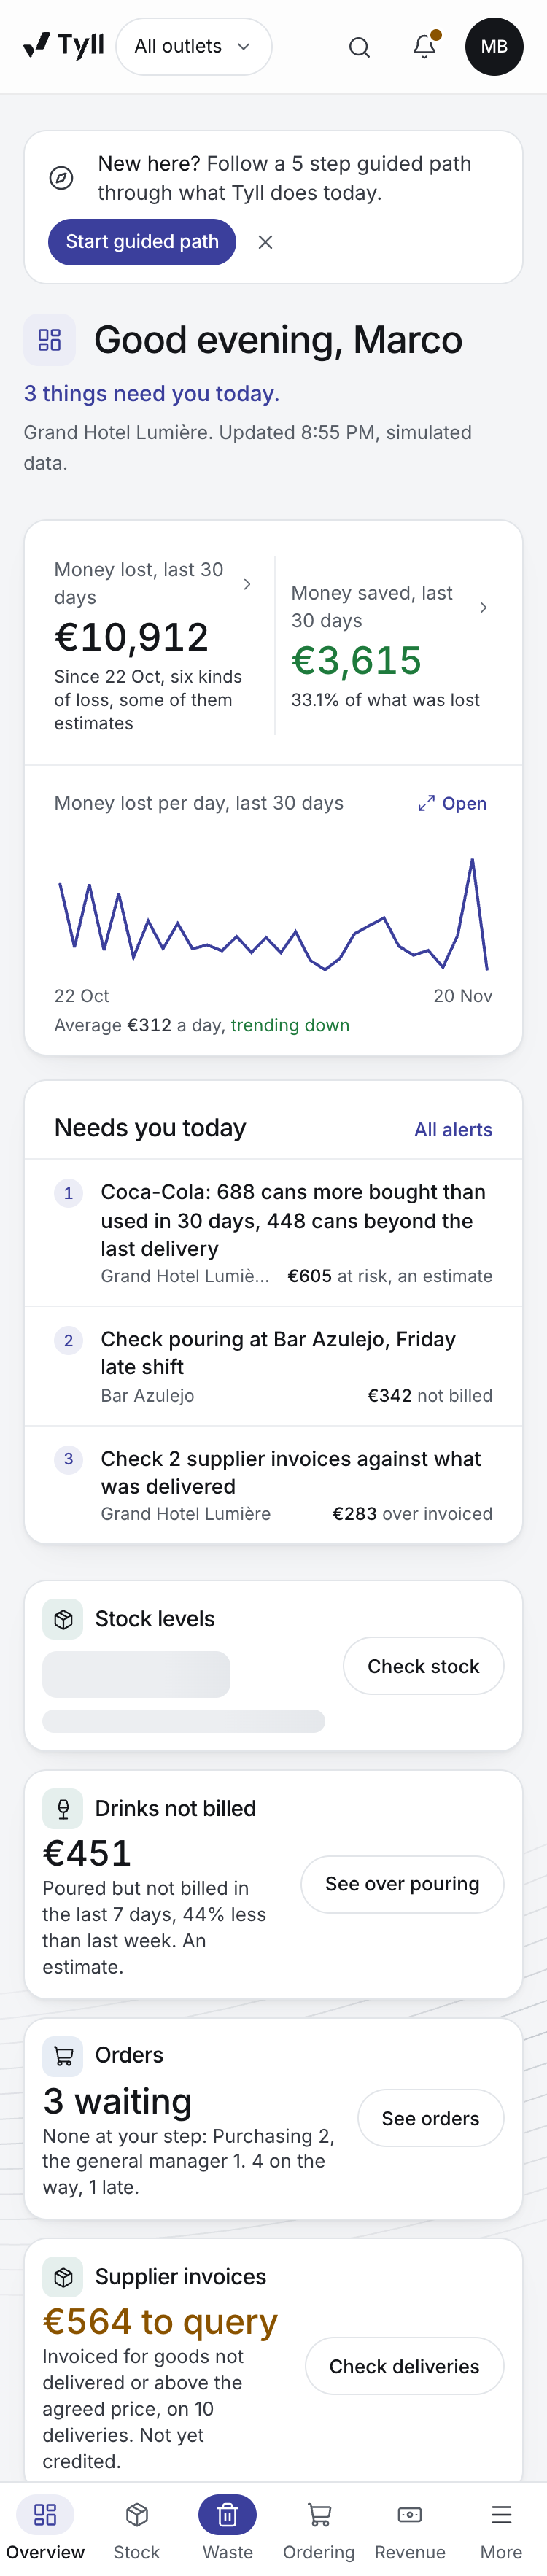 Tyll
All outlets
MB
New here? Follow a 5 step guided path
through what Tyll does today.
Start guided path
Good evening, Marco
3 things need you today.
Grand Hotel Lumière. Updated 8:55 PM, simulated
data.
Money lost, last 30
days
€10,912
Since 22 Oct, six kinds
of loss, some of them
estimates
Money saved, last
30 days
€3,615
33.1% of what was lost
Money lost per day, last 30 days
Open
22 Oct
20 Nov
Average €312 a day, trending down
Needs you today
All alerts
1
Coca-Cola: 688 cans more bought than
used in 30 days, 448 cans beyond the
last delivery
Grand Hotel Lumiè...
€605 at risk, an estimate
2
Check pouring at Bar Azulejo, Friday
late shift
Bar Azulejo
€342 not billed
3
Check 2 supplier invoices against what
was delivered
Grand Hotel Lumière
€283 over invoiced
Stock levels
Check stock
Drinks not billed
€451
Poured but not billed in
the last 7 days, 44% less
than last week. An
estimate.
See over pouring
Orders
3 waiting
None at your step: Purchasing 2,
the general manager 1. 4 on the
way, 1 late.
See orders
Supplier invoices
€564 to query
Invoiced for goods not
delivered or above the
agreed price, on 10
deliveries. Not yet
credited.
Check deliveries
Overview
Stock
Waste
Ordering
Revenue
More